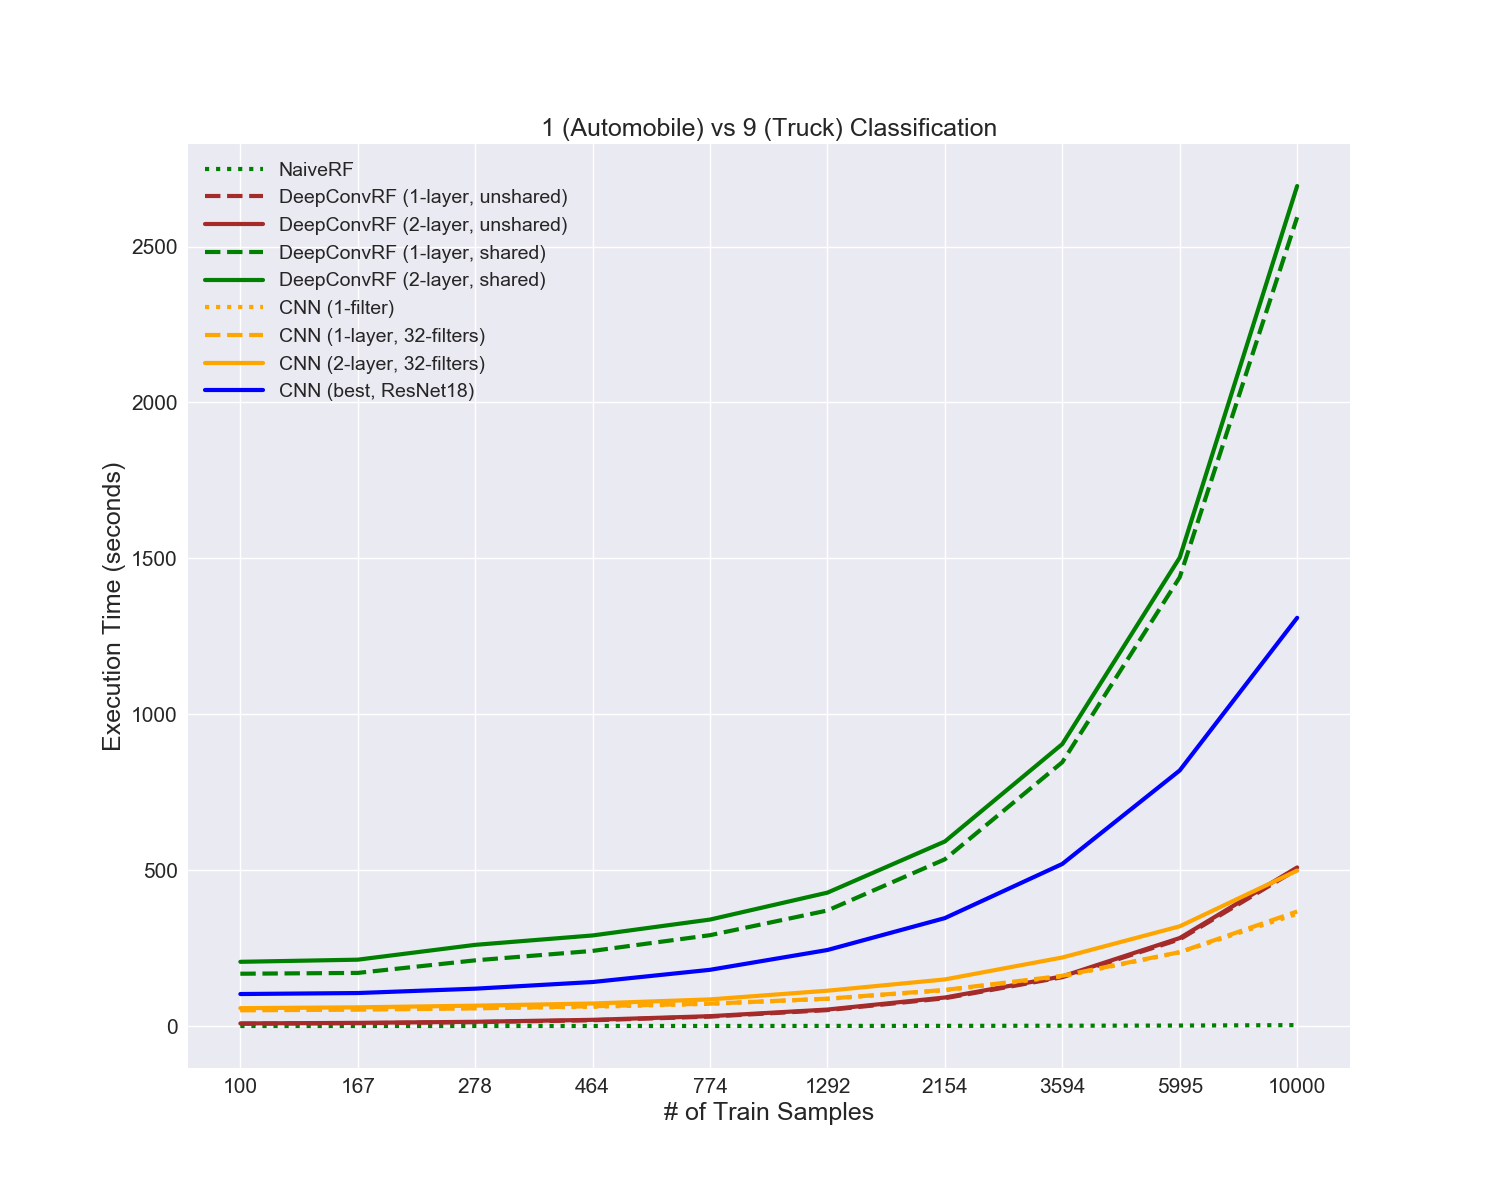 1 (Automobile) vs 9 (Truck) Classification
NaiveRF
DeepConvRF (1-layer, unshared)
DeepConvRF (2-layer, unshared)
DeepConvRF (1-layer, shared)
DeepConvRF (2-layer, shared)
CNN (1-filter)
CNN (1-layer, 32-filters)
CNN (2-layer, 32-filters)
CNN (best, ResNet18)
Execution Time (seconds)
2500
2000
1500
1000
500
0
100 167 278 464 774 1292 2154 3594 5995 10000
# of Train Samples